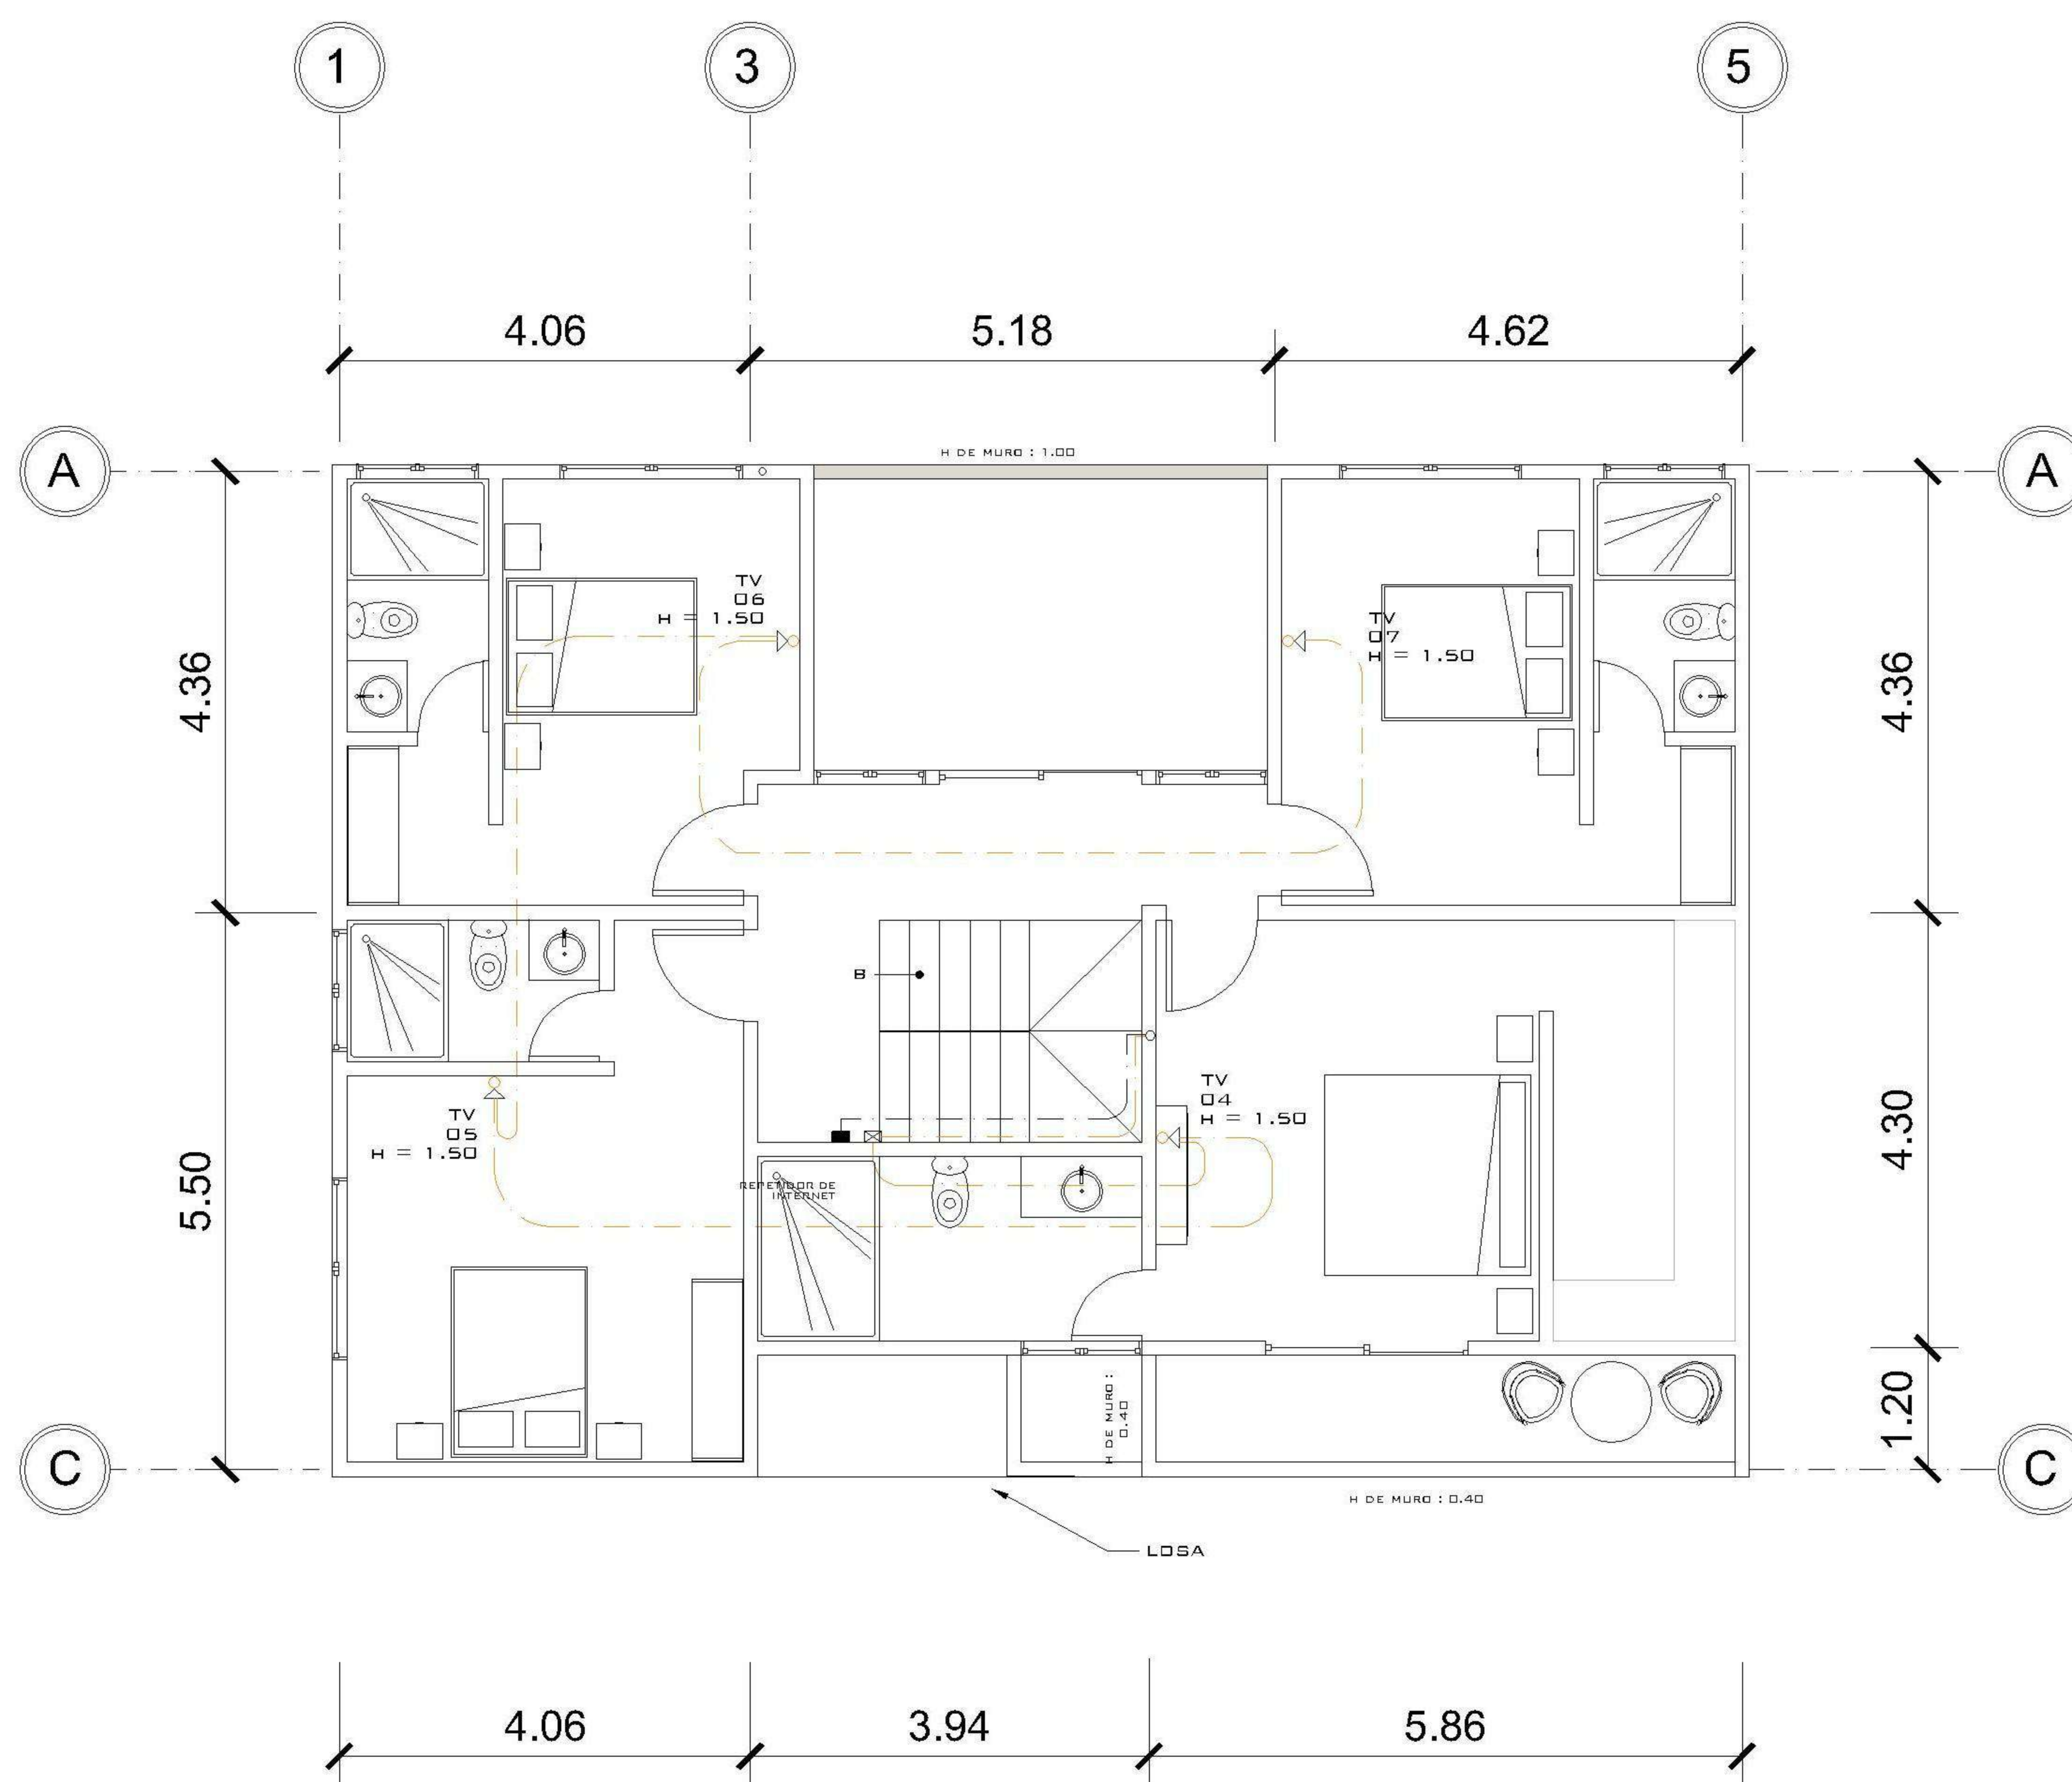 1
3
5
4.06
5.18
4.62
H DE MURO : 1.00
A
A
TV
06
H = 1.50
TV
07
H = 1.50
4.36
4.36
B
TV
04
H = 1.50
TV
05
H = 1.50
4.30
5.50
REPETIDOR DE
INTERNET
H DE MURO :
0.40
1.20
C
C
H DE MURO : 0.40
LOSA
4.06
3.94
5.86